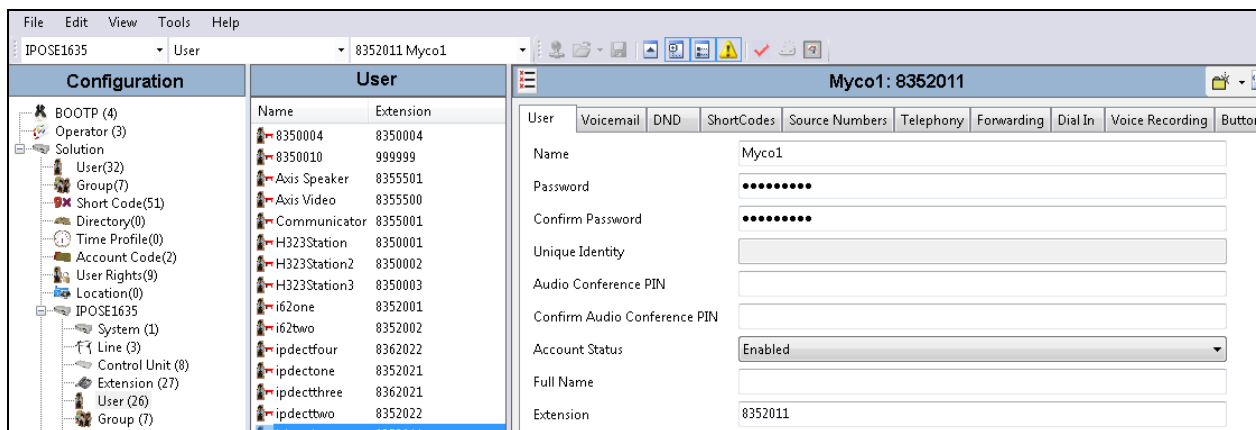 File Edit View Tools Help
IPOSE1635 User 8352011 Myco1
Configuration
BOOTP (4)
Operator (3)
Solution
User(32)
Group(7)
Short Code(51)
Directory(0)
Time Profile(0)
Account Code(2)
User Rights(9)
Location(0)
IPOSE1635
System (1)
Line (3)
Control Unit (8)
Extension (27)
User (26)
Group (7)
User
Name Extension
8350004 8350004
8350010 999999
Axis Speaker 8355501
Axis Video 8355500
Communicator 8355001
H323Station 8350001
H323Station2 8350002
H323Station3 8350003
i62one 8352001
i62two 8352002
ipdectfour 8362022
ipdectone 8352021
ipdectthree 8362021
ipdecttwo 8352022
Myco1: 8352011
User Voicemail DND ShortCodes Source Numbers Telephony Forwarding Dial In Voice Recording Button
Name Myco1
Password •••••••••
Confirm Password •••••••••
Unique Identity
Audio Conference PIN
Confirm Audio Conference PIN
Account Status Enabled
Full Name
Extension 8352011